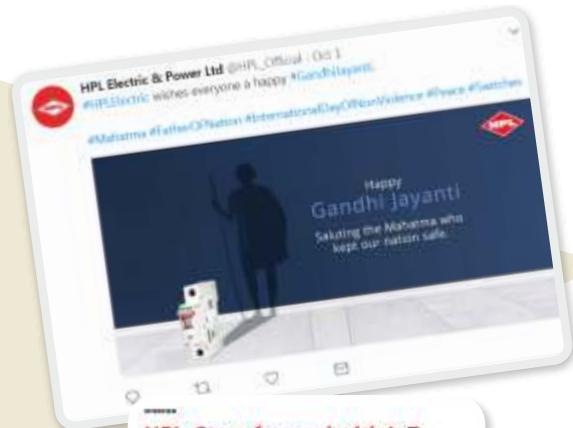 HPL Electric & Power Ltd @HPL_Official · Oct 1
#HPLElectric wishes everyone a happy #GandhiJayanti.
#Mahatma #FatherOfNation #InternationalDayOfNonViolence #Peace #Switches
HPL
Happy
Gandhi Jayanti
Saluting the Mahatma who
kept our nation safe.